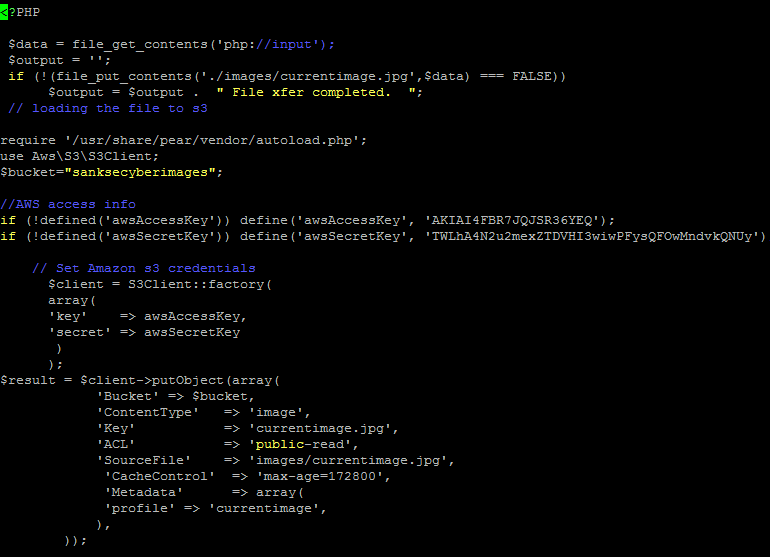 <?PHP
$data = file_get_contents('php://input');
$output = '';
if (!(file_put_contents('./images/currentimage.jpg',$data) === FALSE))
$output = $output . " File xfer completed. ";
// loading the file to s3
require '/usr/share/pear/vendor/autoload.php';
use Aws\S3\S3Client;
$bucket="sanksecyberimages";
//AWS access info
if (!defined('awsAccessKey')) define('awsAccessKey', 'AKIAI4FBR7JQJSR36YEQ');
if (!defined('awsSecretKey')) define('awsSecretKey', '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')
// Set Amazon s3 credentials
$client = S3Client::factory(
array(
'key' => awsAccessKey,
'secret' => awsSecretKey
)
);
$result = $client->putObject(array(
'Bucket' => $bucket,
'ContentType' => 'image',
'Key' => 'currentimage.jpg',
'ACL' => 'public-read',
'SourceFile' => 'images/currentimage.jpg',
'CacheControl' => 'max-age=172800',
'Metadata' => array(
'profile' => 'currentimage',
),
));